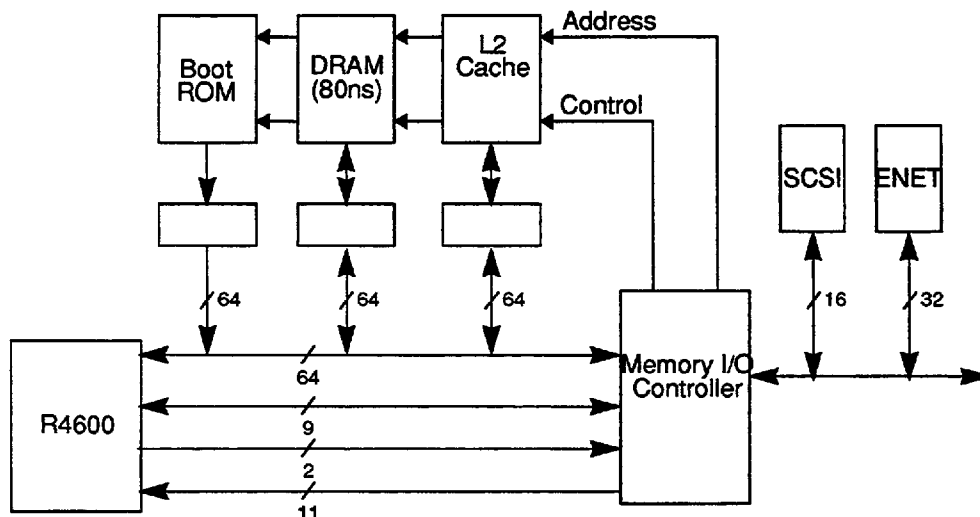 Address
Boot
ROM
DRAM
(80ns)
L2
Cache
Control
SCSI
ENET
64
64
64
16
32
R4600
64
9
2
11
Memory I/O
Controller